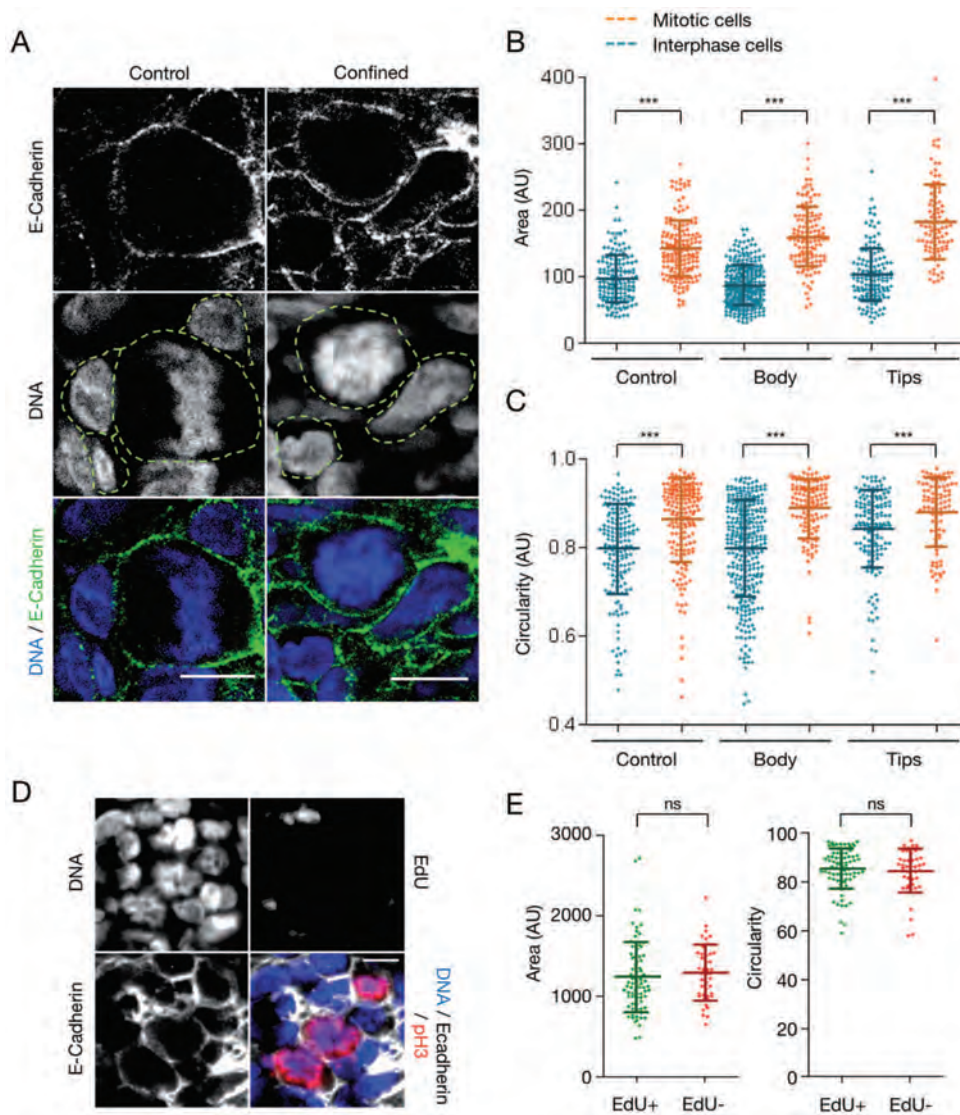 Mitotic cells
Interphase cells
A
Control
Confined
E-Cadherin
DNA
DNA / E-Cadherin
B
Area (AU)
400
300
200
100
0
***
***
***
Control
Body
Tips
C
Circularity (AU)
1.0
0.8
0.6
0.4
***
***
***
Control
Body
Tips
D
DNA
EdU
E-Cadherin
DNA / Ecadherin
/ pH3
E
ns
Area (AU)
3000
2000
1000
0
EdU+
EdU-
ns
Circularity
100
80
60
40
20
0
EdU+
EdU-